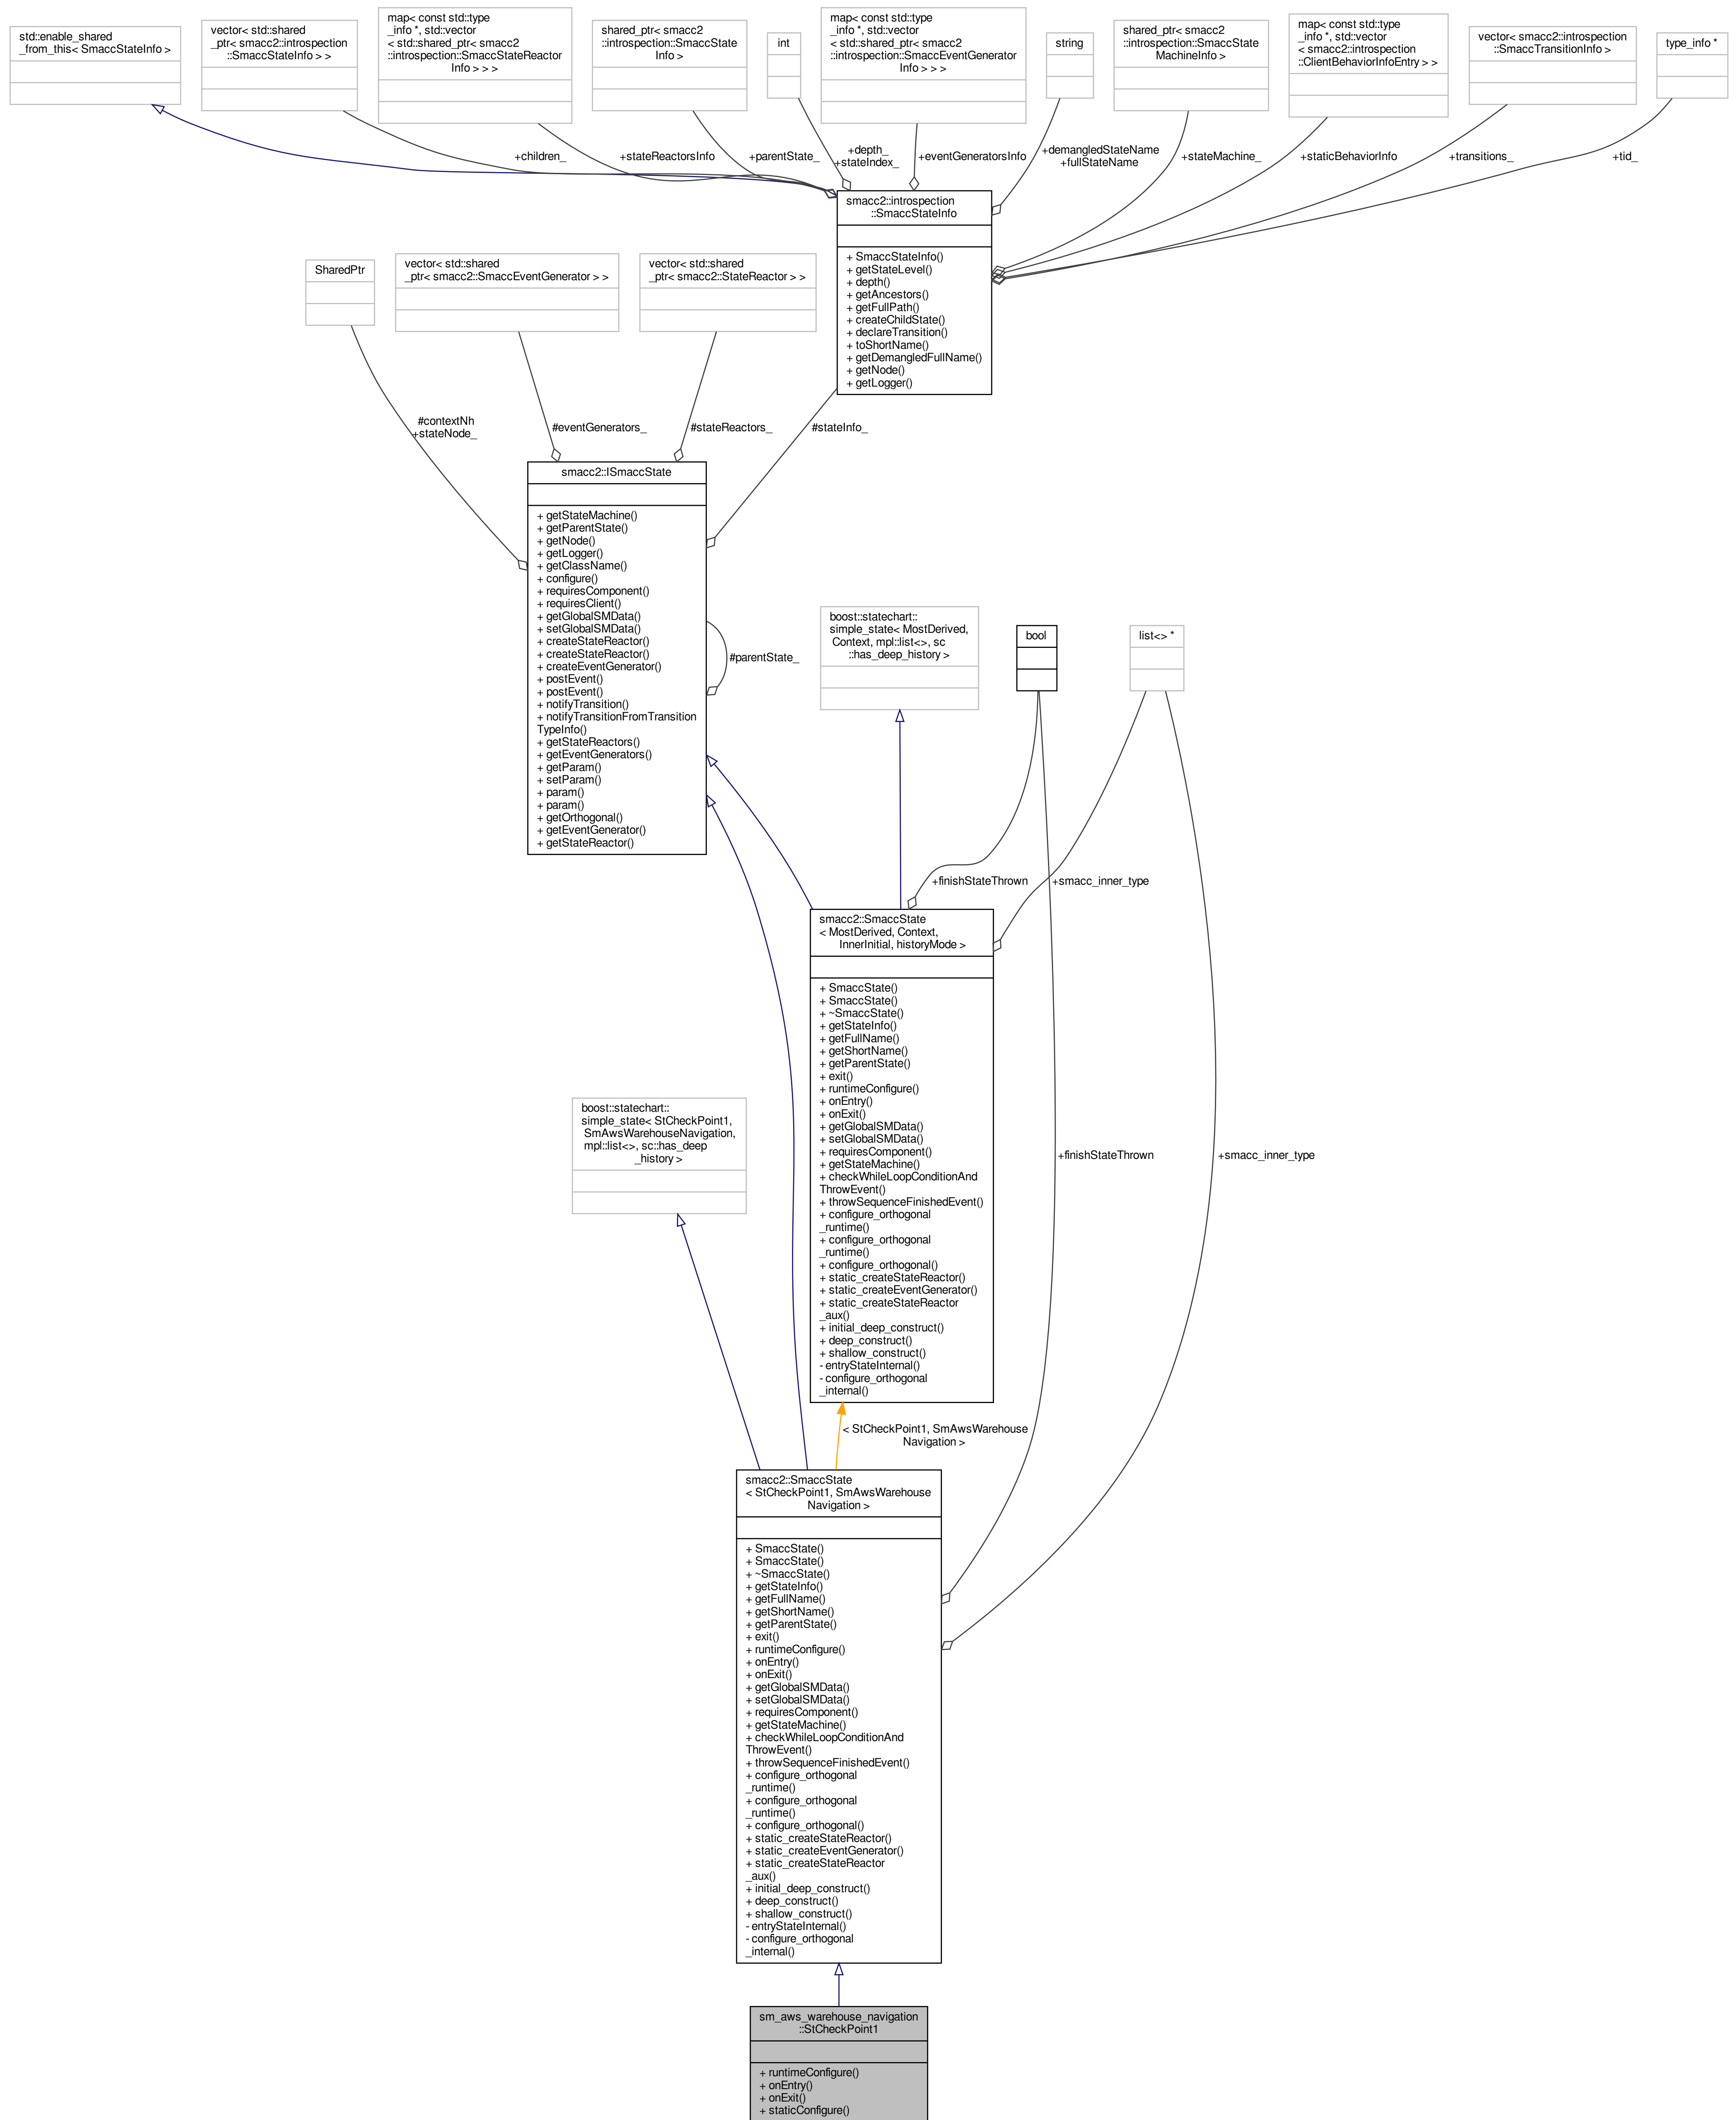 std::enable_shared
_from_this< SmaccStateInfo >
vector< std::shared
_ptr< smacc2::introspection
::SmaccStateInfo > >
map< const std::type
_info *, std::vector
< std::shared_ptr< smacc2
::introspection::SmaccStateReactor
Info > > >
shared_ptr< smacc2
::introspection::SmaccState
Info >
int
map< const std::type
_info *, std::vector
< std::shared_ptr< smacc2
::introspection::SmaccEventGenerator
Info > > >
string
shared_ptr< smacc2
::introspection::SmaccState
MachineInfo >
map< const std::type
_info *, std::vector
< smacc2::introspection
::ClientBehaviorInfoEntry > >
vector< smacc2::introspection
::SmaccTransitionInfo >
type_info *
+children_
+stateReactorsInfo
+parentState_
+depth_
+stateIndex_
+eventGeneratorsInfo
+demangledStateName
+fullStateName
+stateMachine_
+staticBehaviorInfo
+transitions_
+tid_
smacc2::introspection
::SmaccStateInfo
+ SmaccStateInfo()
+ getStateLevel()
+ depth()
+ getAncestors()
+ getFullPath()
+ createChildState()
+ declareTransition()
+ toShortName()
+ getDemangledFullName()
+ getNode()
+ getLogger()
SharedPtr
vector< std::shared
_ptr< smacc2::SmaccEventGenerator > >
vector< std::shared
_ptr< smacc2::StateReactor > >
#contextNh
+stateNode_
#eventGenerators_
#stateReactors_
#stateInfo_
smacc2::ISmaccState
+ getStateMachine()
+ getParentState()
+ getNode()
+ getLogger()
+ getClassName()
+ configure()
+ requiresComponent()
+ requiresClient()
+ getGlobalSMData()
+ setGlobalSMData()
+ createStateReactor()
+ createStateReactor()
+ createEventGenerator()
+ postEvent()
+ postEvent()
+ notifyTransition()
+ notifyTransitionFromTransition
TypeInfo()
+ getStateReactors()
+ getEventGenerators()
+ getParam()
+ setParam()
+ param()
+ param()
+ getOrthogonal()
+ getEventGenerator()
+ getStateReactor()
#parentState_
boost::statechart::
simple_state< MostDerived,
Context, mpl::list<>, sc
::has_deep_history >
bool
list<> *
+finishStateThrown
+smacc_inner_type
smacc2::SmaccState
< MostDerived, Context,
InnerInitial, historyMode >
+ SmaccState()
+ SmaccState()
+ ~SmaccState()
+ getStateInfo()
+ getFullName()
+ getShortName()
+ getParentState()
+ exit()
+ runtimeConfigure()
+ onEntry()
+ onExit()
+ getGlobalSMData()
+ setGlobalSMData()
+ requiresComponent()
+ getStateMachine()
+ checkWhileLoopConditionAnd
ThrowEvent()
+ throwSequenceFinishedEvent()
+ configure_orthogonal
_runtime()
+ configure_orthogonal
_runtime()
+ configure_orthogonal()
+ static_createStateReactor()
+ static_createEventGenerator()
+ static_createStateReactor
_aux()
+ initial_deep_construct()
+ deep_construct()
+ shallow_construct()
- entryStateInternal()
- configure_orthogonal
_internal()
boost::statechart::
simple_state< StCheckPoint1,
SmAwsWarehouseNavigation,
mpl::list<>, sc::has_deep
_history >
+finishStateThrown
+smacc_inner_type
< StCheckPoint1, SmAwsWarehouse
Navigation >
smacc2::SmaccState
< StCheckPoint1, SmAwsWarehouse
Navigation >
+ SmaccState()
+ SmaccState()
+ ~SmaccState()
+ getStateInfo()
+ getFullName()
+ getShortName()
+ getParentState()
+ exit()
+ runtimeConfigure()
+ onEntry()
+ onExit()
+ getGlobalSMData()
+ setGlobalSMData()
+ requiresComponent()
+ getStateMachine()
+ checkWhileLoopConditionAnd
ThrowEvent()
+ throwSequenceFinishedEvent()
+ configure_orthogonal
_runtime()
+ configure_orthogonal
_runtime()
+ configure_orthogonal()
+ static_createStateReactor()
+ static_createEventGenerator()
+ static_createStateReactor
_aux()
+ initial_deep_construct()
+ deep_construct()
+ shallow_construct()
- entryStateInternal()
- configure_orthogonal
_internal()
sm_aws_warehouse_navigation
::StCheckPoint1
+ runtimeConfigure()
+ onEntry()
+ onExit()
+ staticConfigure()